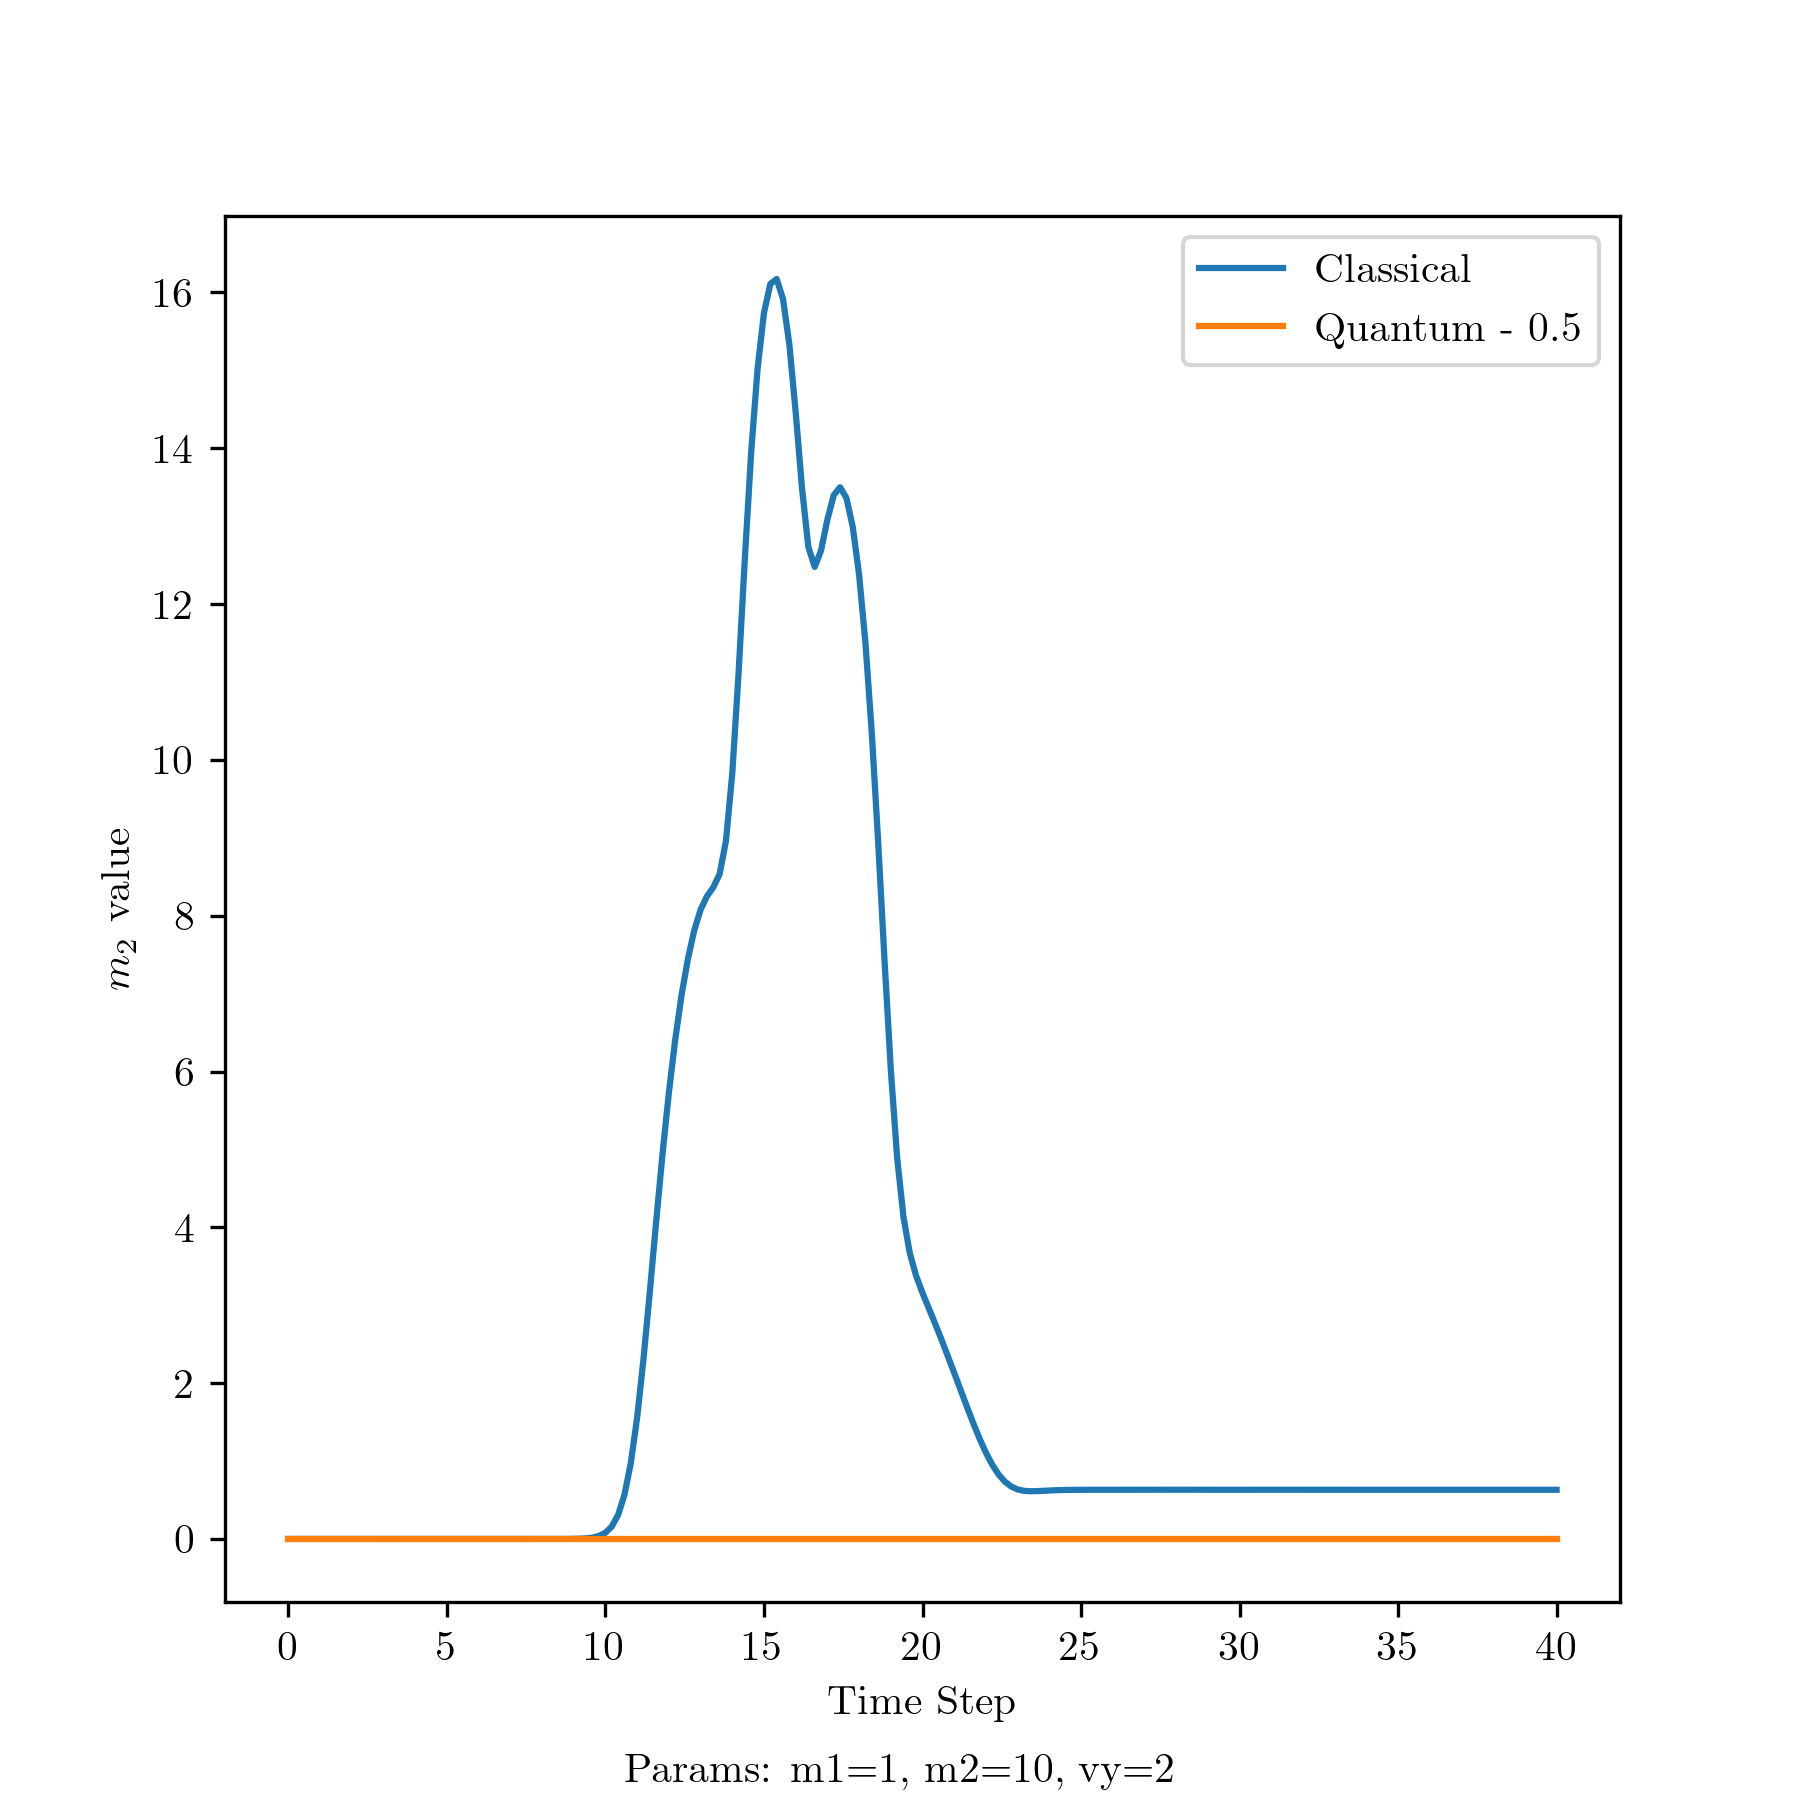 Classical
Quantum - 0.5
16
14
12
10
8
6
4
2
0
m₂ value
0 5 10 15 20 25 30 35 40
Time Step
Params: m1=1, m2=10, vy=2